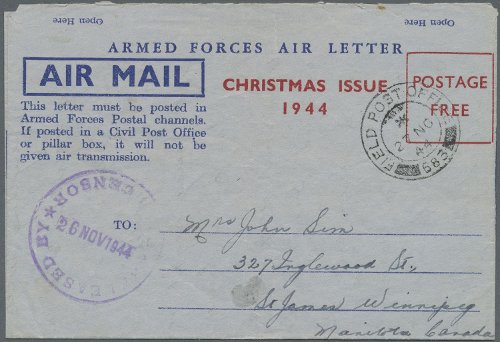 Open Here
Open Here
ARMED FORCES AIR LETTER
AIR MAIL
CHRISTMAS ISSUE
1944
POSTAGE
FREE
This letter must be posted in
Armed Forces Postal channels.
If posted in a Civil Post Office
or pillar box, it will not be
given air transmission.
FIELD POST OFFICE
27 NO
44
683
CENSOR
26 NOV 1944
EASED BY
TO:
Mrs John Sim
327 Inglewood St,
St James Winnipeg
Manitoba Canada